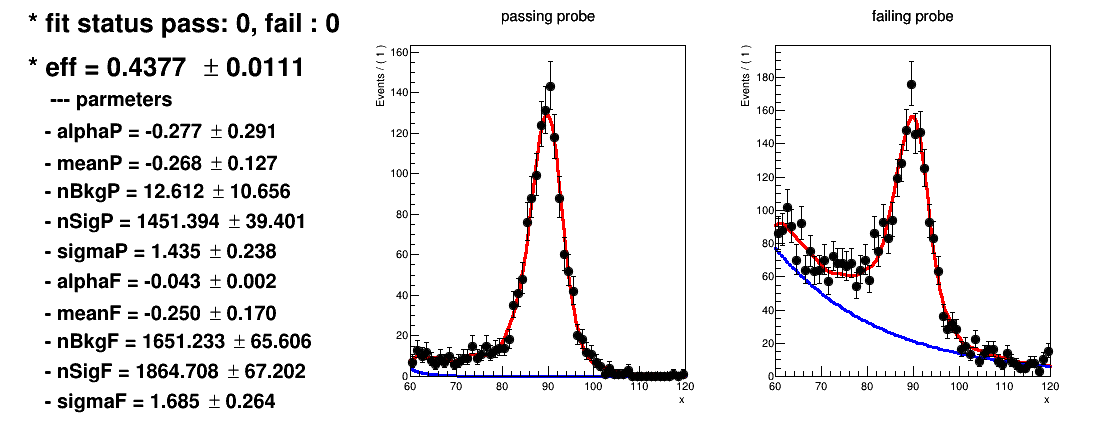 * fit status pass: 0, fail : 0
* eff = 0.4377 ± 0.0111
--- parmeters
- alphaP = -0.277 ± 0.291
- meanP = -0.268 ± 0.127
- nBkgP = 12.612 ± 10.656
- nSigP = 1451.394 ± 39.401
- sigmaP = 1.435 ± 0.238
- alphaF = -0.043 ± 0.002
- meanF = -0.250 ± 0.170
- nBkgF = 1651.233 ± 65.606
- nSigF = 1864.708 ± 67.202
- sigmaF = 1.685 ± 0.264
passing probe
Events / ( 1 )
160
140
120
100
80
60
40
20
0
60 70 80 90 100 110 120
x
failing probe
Events / ( 1 )
180
160
140
120
100
80
60
40
20
0
60 70 80 90 100 110 120
x